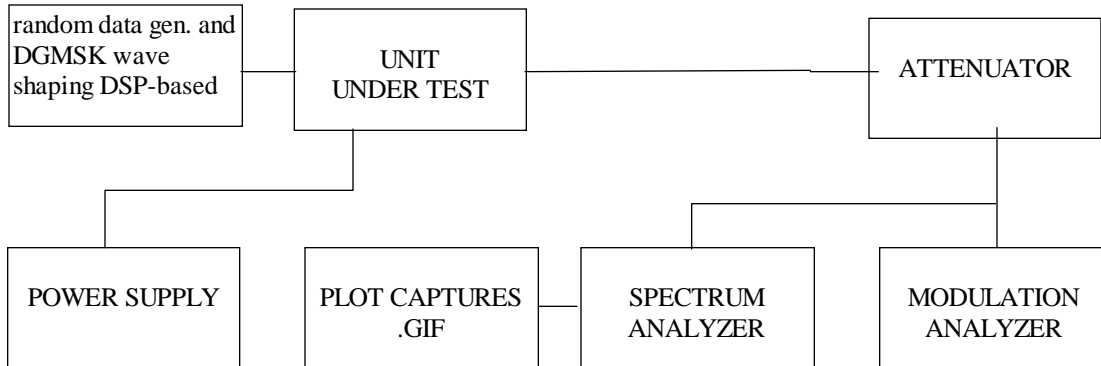 random data gen. and
DGMSK wave
shaping DSP-based
UNIT
UNDER TEST
ATTENUATOR
POWER SUPPLY
PLOT CAPTURES
.GIF
SPECTRUM
ANALYZER
MODULATION
ANALYZER